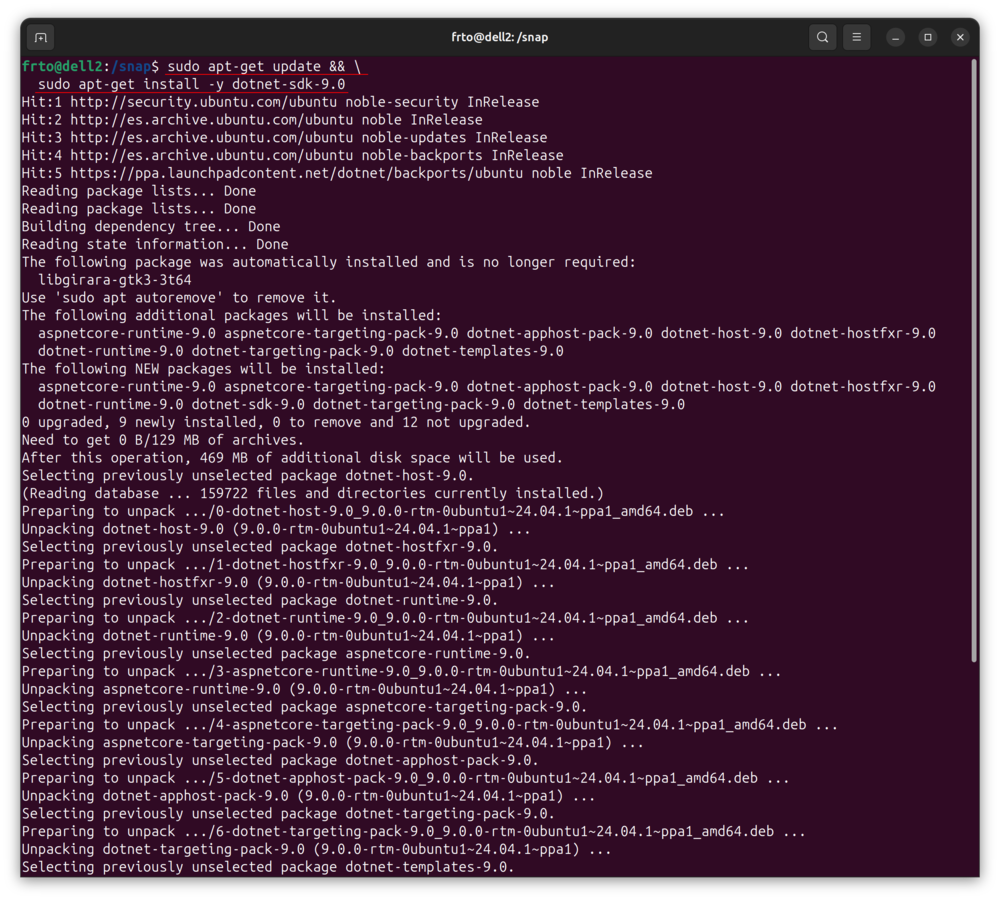 frto@dell2: /snap
frto@dell2:/snap$ sudo apt-get update && \
  sudo apt-get install -y dotnet-sdk-9.0
Hit:1 http://security.ubuntu.com/ubuntu noble-security InRelease
Hit:2 http://es.archive.ubuntu.com/ubuntu noble InRelease
Hit:3 http://es.archive.ubuntu.com/ubuntu noble-updates InRelease
Hit:4 http://es.archive.ubuntu.com/ubuntu noble-backports InRelease
Hit:5 https://ppa.launchpadcontent.net/dotnet/backports/ubuntu noble InRelease
Reading package lists... Done
Reading package lists... Done
Building dependency tree... Done
Reading state information... Done
The following package was automatically installed and is no longer required:
  libgirara-gtk3-3t64
Use 'sudo apt autoremove' to remove it.
The following additional packages will be installed:
  aspnetcore-runtime-9.0 aspnetcore-targeting-pack-9.0 dotnet-apphost-pack-9.0 dotnet-host-9.0 dotnet-hostfxr-9.0
  dotnet-runtime-9.0 dotnet-targeting-pack-9.0 dotnet-templates-9.0
The following NEW packages will be installed:
  aspnetcore-runtime-9.0 aspnetcore-targeting-pack-9.0 dotnet-apphost-pack-9.0 dotnet-host-9.0 dotnet-hostfxr-9.0
  dotnet-runtime-9.0 dotnet-sdk-9.0 dotnet-targeting-pack-9.0 dotnet-templates-9.0
0 upgraded, 9 newly installed, 0 to remove and 12 not upgraded.
Need to get 0 B/129 MB of archives.
After this operation, 469 MB of additional disk space will be used.
Selecting previously unselected package dotnet-host-9.0.
(Reading database ... 159722 files and directories currently installed.)
Preparing to unpack .../0-dotnet-host-9.0_9.0.0-rtm-0ubuntu1~24.04.1~ppa1_amd64.deb ...
Unpacking dotnet-host-9.0 (9.0.0-rtm-0ubuntu1~24.04.1~ppa1) ...
Selecting previously unselected package dotnet-hostfxr-9.0.
Preparing to unpack .../1-dotnet-hostfxr-9.0_9.0.0-rtm-0ubuntu1~24.04.1~ppa1_amd64.deb ...
Unpacking dotnet-hostfxr-9.0 (9.0.0-rtm-0ubuntu1~24.04.1~ppa1) ...
Selecting previously unselected package dotnet-runtime-9.0.
Preparing to unpack .../2-dotnet-runtime-9.0_9.0.0-rtm-0ubuntu1~24.04.1~ppa1_amd64.deb ...
Unpacking dotnet-runtime-9.0 (9.0.0-rtm-0ubuntu1~24.04.1~ppa1) ...
Selecting previously unselected package aspnetcore-runtime-9.0.
Preparing to unpack .../3-aspnetcore-runtime-9.0_9.0.0-rtm-0ubuntu1~24.04.1~ppa1_amd64.deb ...
Unpacking aspnetcore-runtime-9.0 (9.0.0-rtm-0ubuntu1~24.04.1~ppa1) ...
Selecting previously unselected package aspnetcore-targeting-pack-9.0.
Preparing to unpack .../4-aspnetcore-targeting-pack-9.0_9.0.0-rtm-0ubuntu1~24.04.1~ppa1_amd64.deb ...
Unpacking aspnetcore-targeting-pack-9.0 (9.0.0-rtm-0ubuntu1~24.04.1~ppa1) ...
Selecting previously unselected package dotnet-apphost-pack-9.0.
Preparing to unpack .../5-dotnet-apphost-pack-9.0_9.0.0-rtm-0ubuntu1~24.04.1~ppa1_amd64.deb ...
Unpacking dotnet-apphost-pack-9.0 (9.0.0-rtm-0ubuntu1~24.04.1~ppa1) ...
Selecting previously unselected package dotnet-targeting-pack-9.0.
Preparing to unpack .../6-dotnet-targeting-pack-9.0_9.0.0-rtm-0ubuntu1~24.04.1~ppa1_amd64.deb ...
Unpacking dotnet-targeting-pack-9.0 (9.0.0-rtm-0ubuntu1~24.04.1~ppa1) ...
Selecting previously unselected package dotnet-templates-9.0.